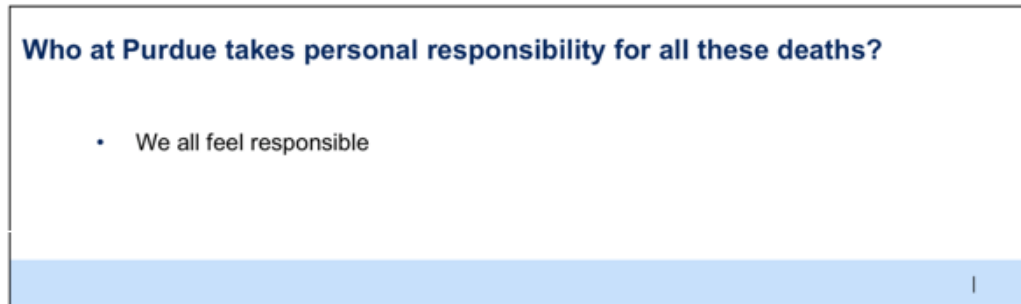 Who at Purdue takes personal responsibility for all these deaths?
• We all feel responsible
|